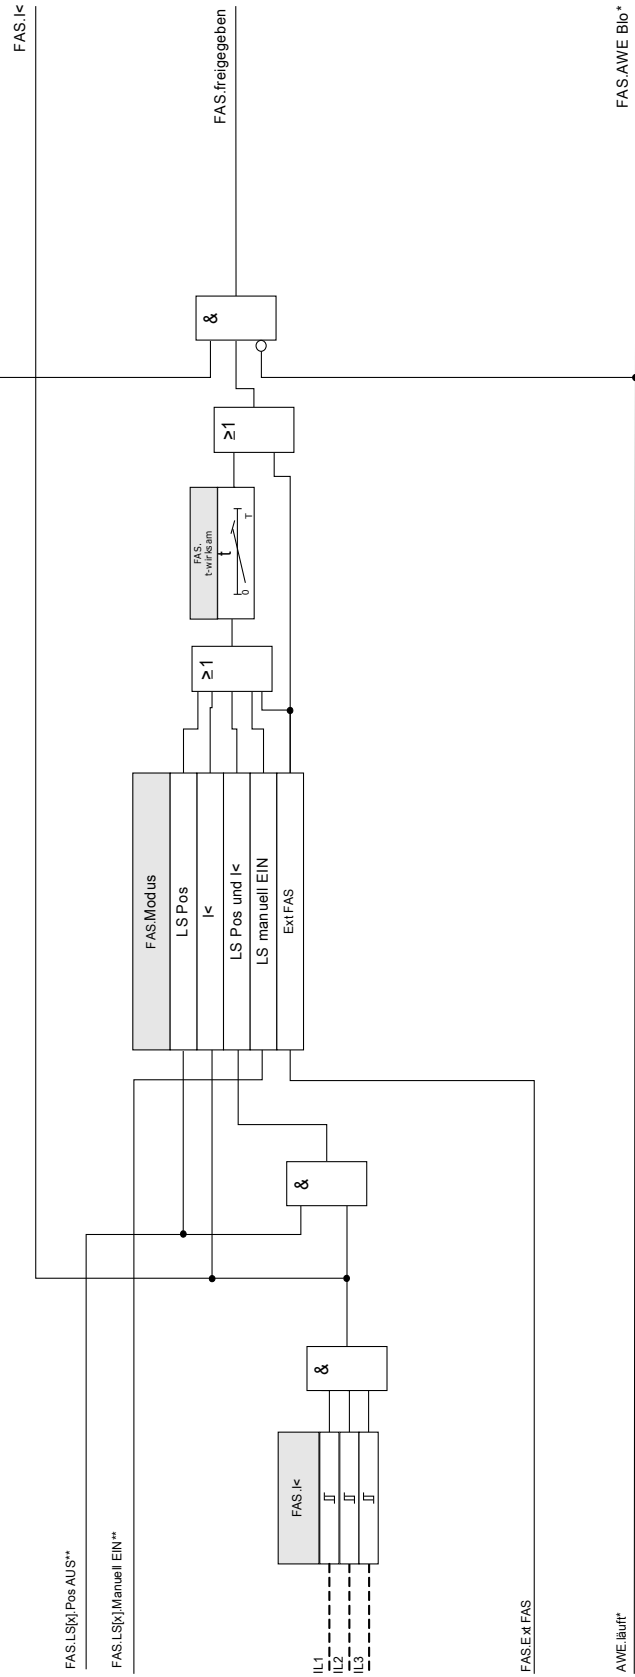 FAS.I<
FAS.freigegeben
FAS.AWE Blo*
&
≥1
FAS.
t-wirksam
t
0
T
≥1
FAS.Modus
LS Pos
I<
LS Pos und I<
LS manuell EIN
Ext FAS
&
&
FAS.I<
FAS.LS[x].Pos AUS**
FAS.LS[x].Manuell EIN**
IL1
IL2
IL3
FAS.Ext FAS
AWE.läuft*